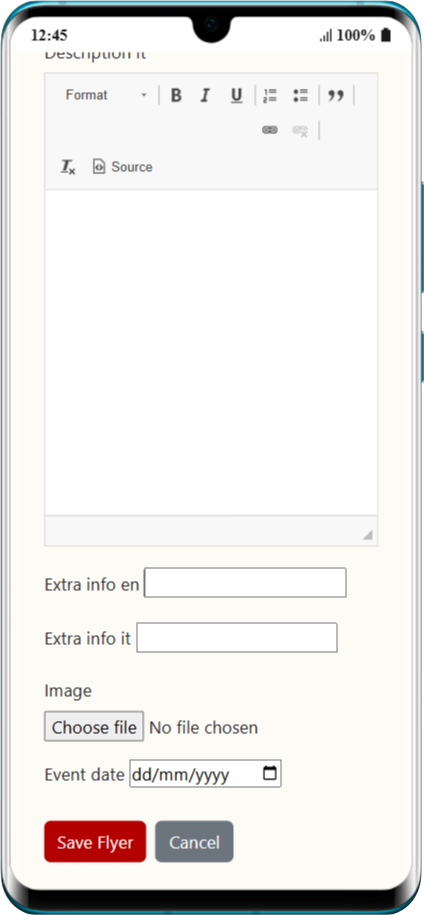 12:45 100%
Description it
Format B I U
Source
Extra info en
Extra info it
Image
Choose file No file chosen
Event date dd/mm/yyyy
Save Flyer Cancel